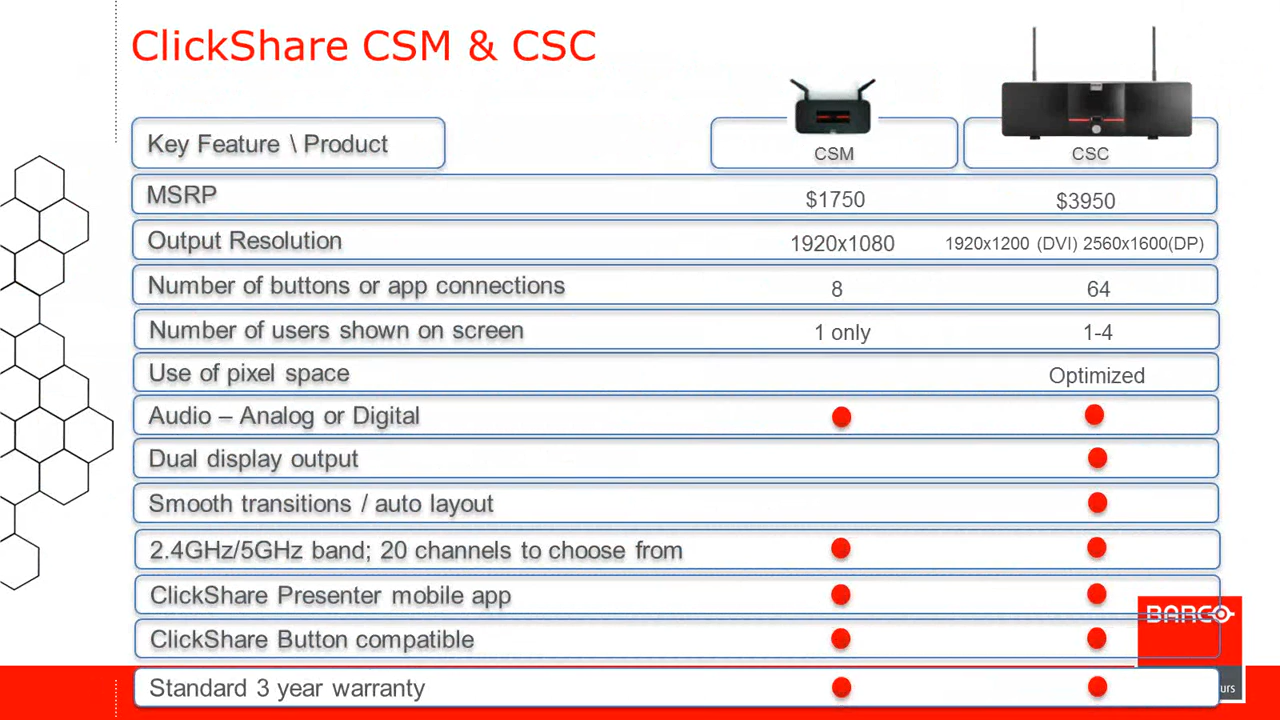 ClickShare CSM & CSC
Key Feature \ Product CSM CSC
MSRP $1750 $3950
Output Resolution 1920x1080 1920x1200 (DVI) 2560x1600(DP)
Number of buttons or app connections 8 64
Number of users shown on screen 1 only 1-4
Use of pixel space Optimized
Audio – Analog or Digital
Dual display output
Smooth transitions / auto layout
2.4GHz/5GHz band; 20 channels to choose from
ClickShare Presenter mobile app
BARCO
ClickShare Button compatible
Standard 3 year warranty